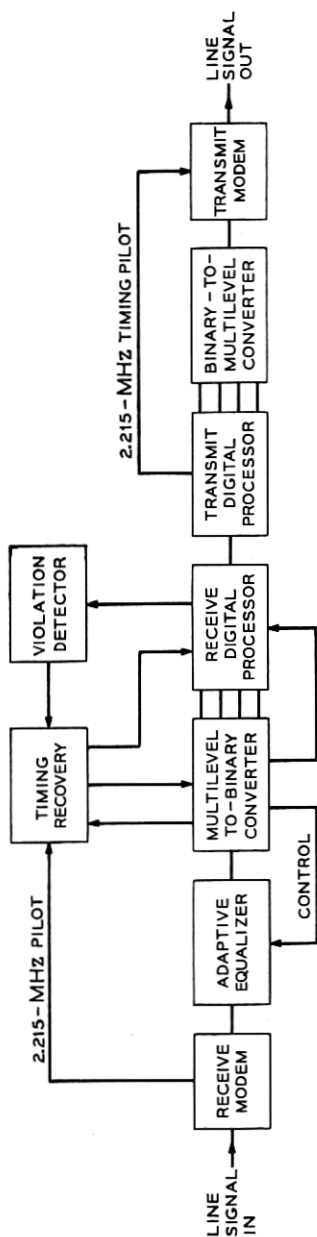 LINE
SIGNAL
IN
RECEIVE
MODEM
2.215-MHZ PILOT
ADAPTIVE
EQUALIZER
CONTROL
MULTILEVEL
TO-BINARY
CONVERTER
TIMING
RECOVERY
VIOLATION
DETECTOR
RECEIVE
DIGITAL
PROCESSOR
TRANSMIT
DIGITAL
PROCESSOR
2.215-MHZ TIMING PILOT
BINARY-TO-
MULTILEVEL
CONVERTER
TRANSMIT
MODEM
LINE
SIGNAL
OUT